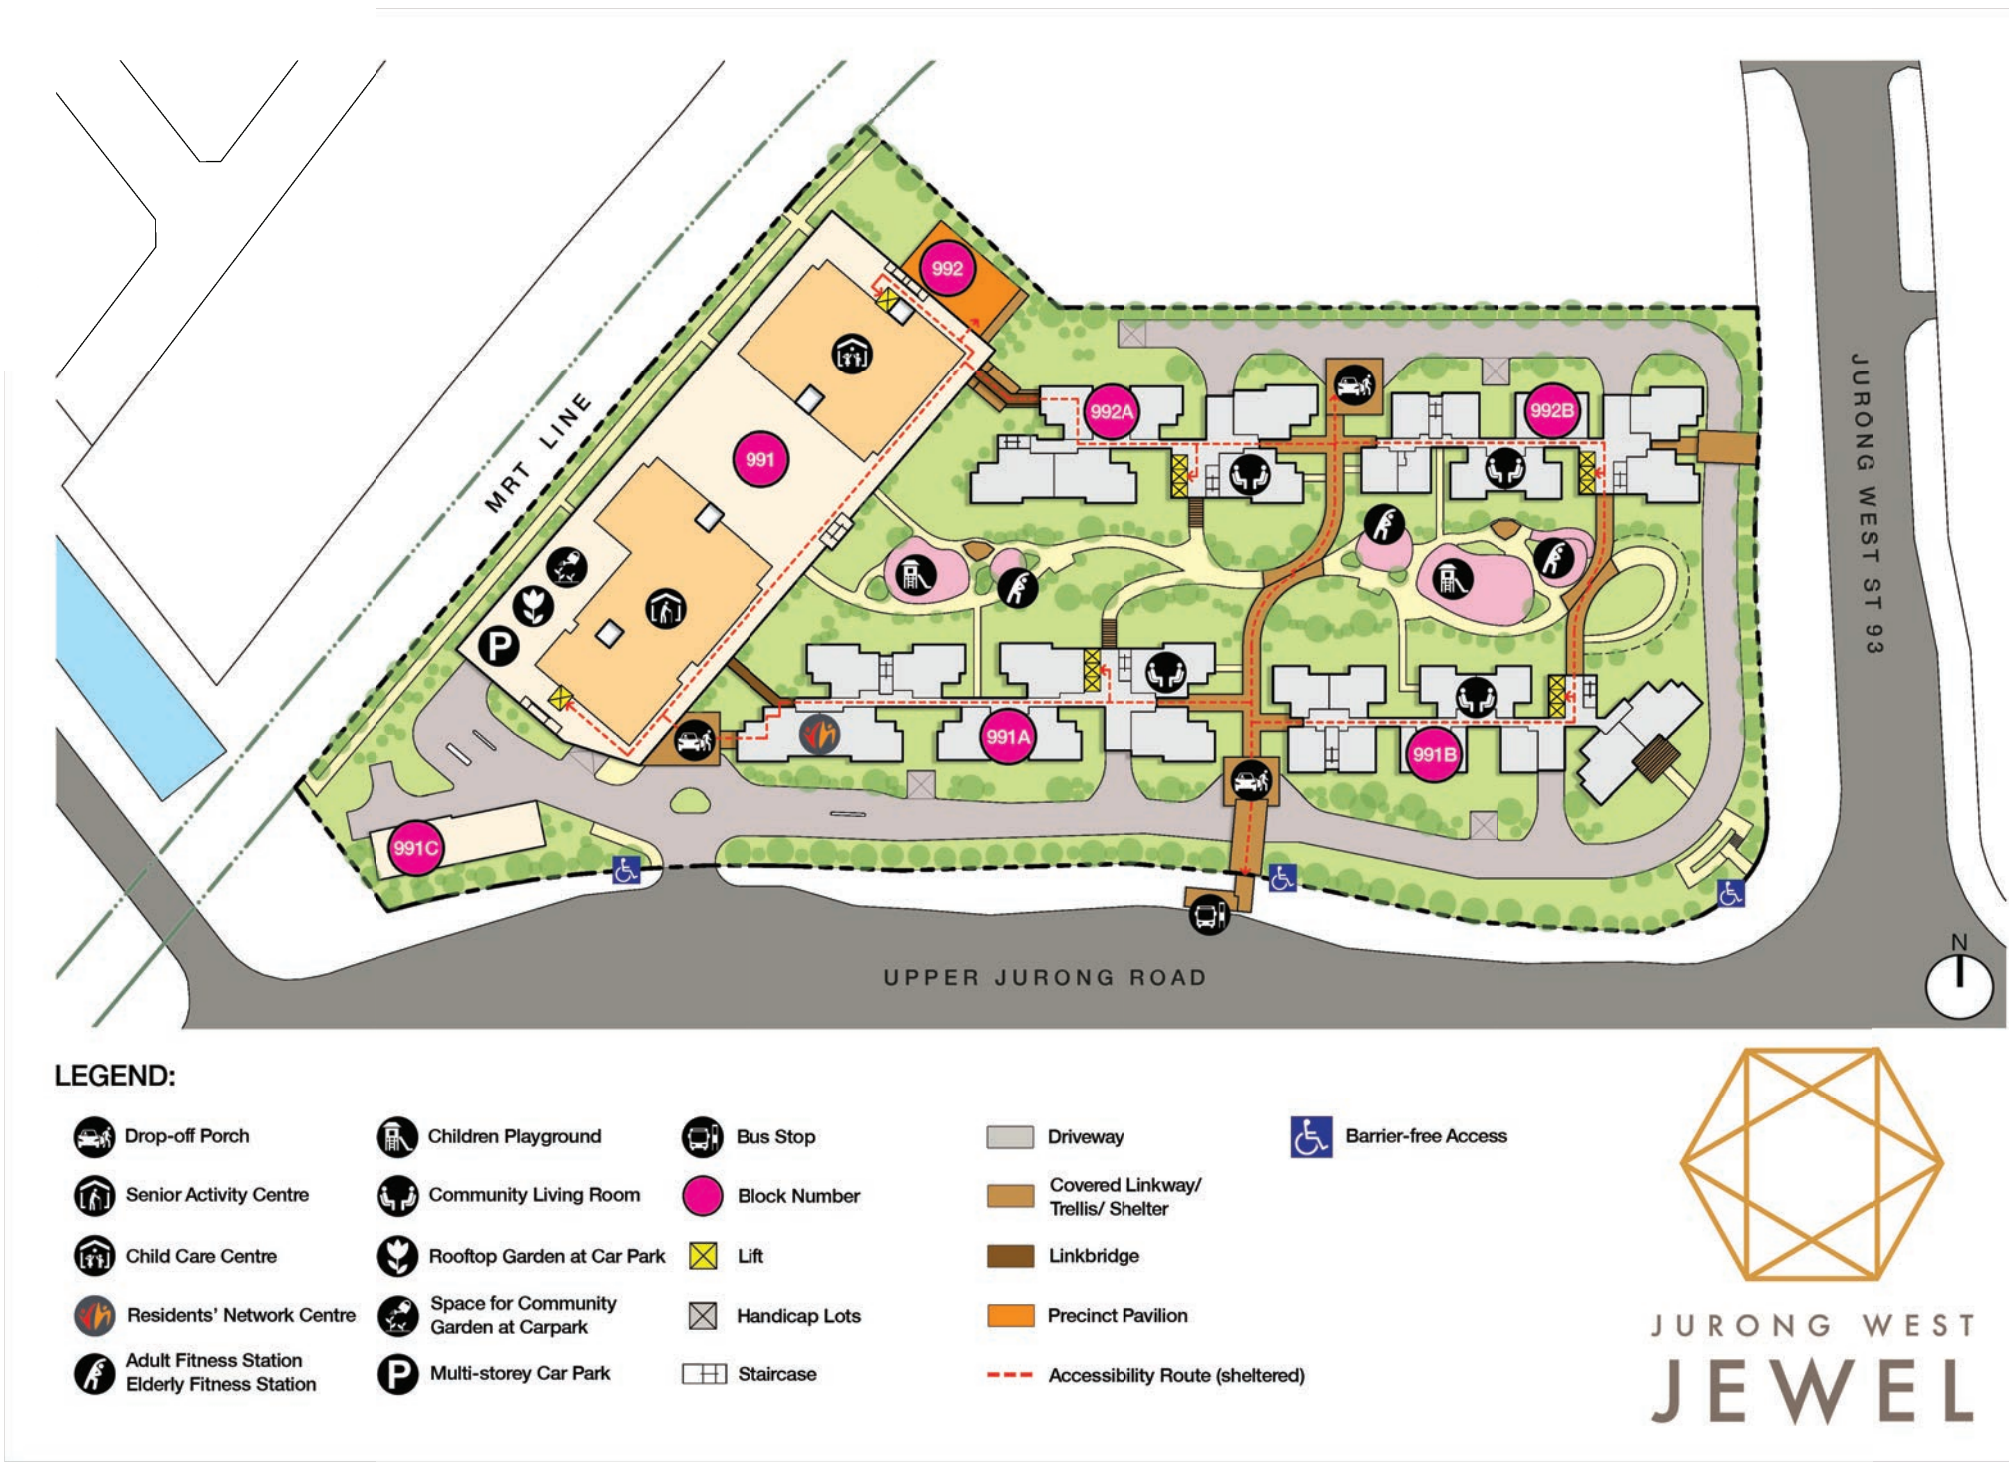 992
992A
992B
991
MRT LINE
JURONG WEST ST 93
P
991A
991B
991C
UPPER JURONG ROAD
N
LEGEND:
Drop-off Porch
Senior Activity Centre
Child Care Centre
Residents' Network Centre
Adult Fitness Station
Elderly Fitness Station
Children Playground
Community Living Room
Rooftop Garden at Car Park
Space for Community
Garden at Carpark
P
Multi-storey Car Park
Bus Stop
Block Number
Lift
Handicap Lots
Staircase
Driveway
Covered Linkway/
Trellis/ Shelter
Linkbridge
Precinct Pavilion
Accessibility Route (sheltered)
Barrier-free Access
JURONG WEST
JEWEL